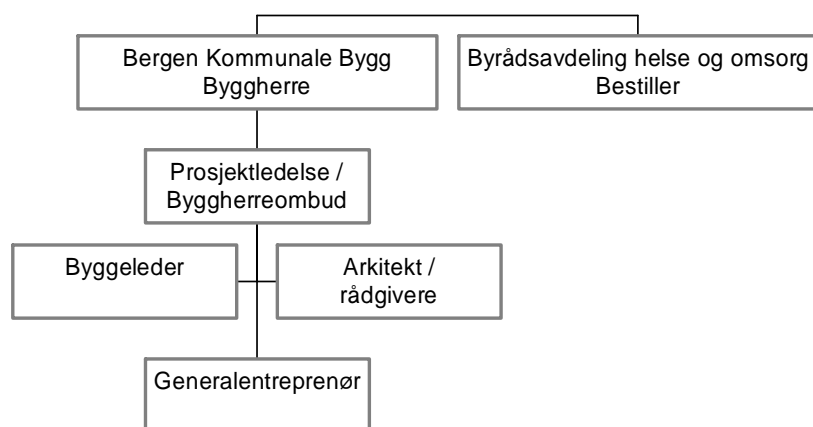 Bergen Kommunale Bygg
Byggherre
Byrådsavdeling helse og omsorg
Bestiller
Prosjektledelse /
Byggherreombud
Byggeleder
Arkitekt /
rådgivere
Generalentreprenør